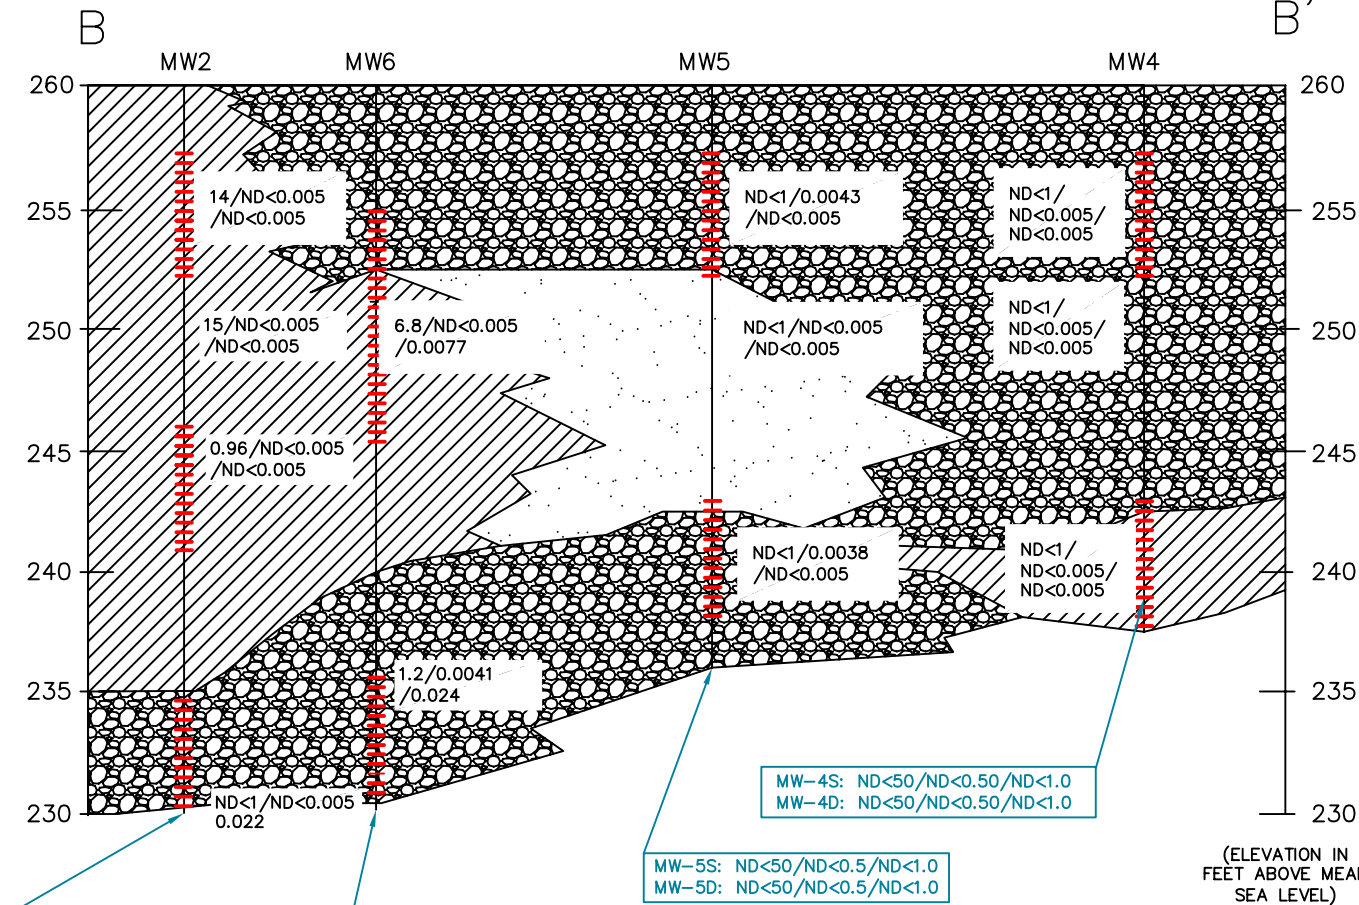 B
B'
MW2
MW6
MW5
MW4
260
260
14/ND<0.005
/ND<0.005
ND<1/0.0043
/ND<0.005
ND<1/
ND<0.005/
ND<0.005
255
255
15/ND<0.005
/ND<0.005
6.8/ND<0.005
/0.0077
ND<1/ND<0.005
/ND<0.005
ND<1/
ND<0.005/
ND<0.005
250
250
0.96/ND<0.005
/ND<0.005
245
245
ND<1/0.0038
/ND<0.005
ND<1/
ND<0.005/
ND<0.005
240
240
1.2/0.0041
/0.024
235
235
ND<1/ND<0.005
0.022
230
230
MW-4S: ND<50/ND<0.50/ND<1.0
MW-4D: ND<50/ND<0.50/ND<1.0
MW-5S: ND<50/ND<0.5/ND<1.0
MW-5D: ND<50/ND<0.5/ND<1.0
(ELEVATION IN
FEET ABOVE MEA
SEA LEVEL)